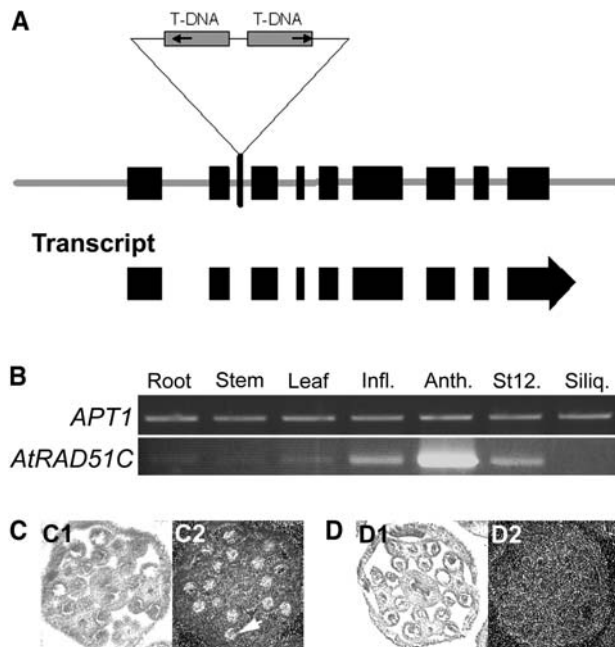 A
T-DNA T-DNA
Transcript
B
Root Stem Leaf Infl. Anth. St12. Siliq.
APT1
AtRAD51C
C C1 C2 D D1 D2